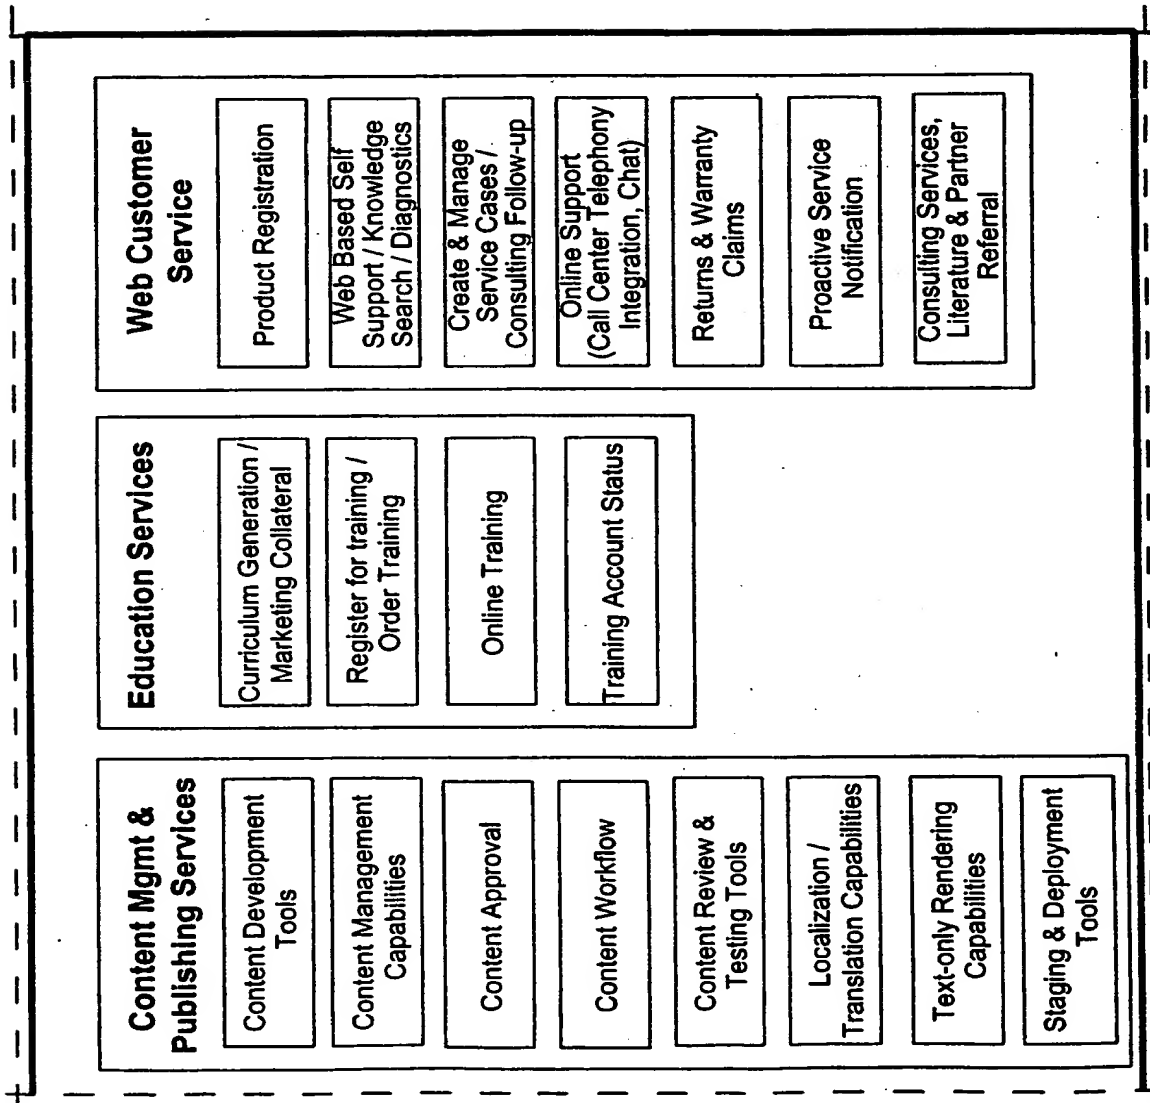 Content Mgmt &
Publishing Services
Content Development
Tools
Content Management
Capabilities
Content Approval
Content Workflow
Content Review &
Testing Tools
Localization /
Translation Capabilities
Text-only Rendering
Capabilities
Staging & Deployment
Tools
Education Services
Curriculum Generation /
Marketing Collateral
Register for training /
Order Training
Online Training
Training Account Status
Web Customer
Service
Product Registration
Web Based Self
Support / Knowledge
Search / Diagnostics
Create & Manage
Service Cases /
Consulting Follow-up
Online Support
(Call Center Telephony
Integration, Chat)
Returns & Warranty
Claims
Proactive Service
Notification
Consulting Services,
Literature & Partner
Referral